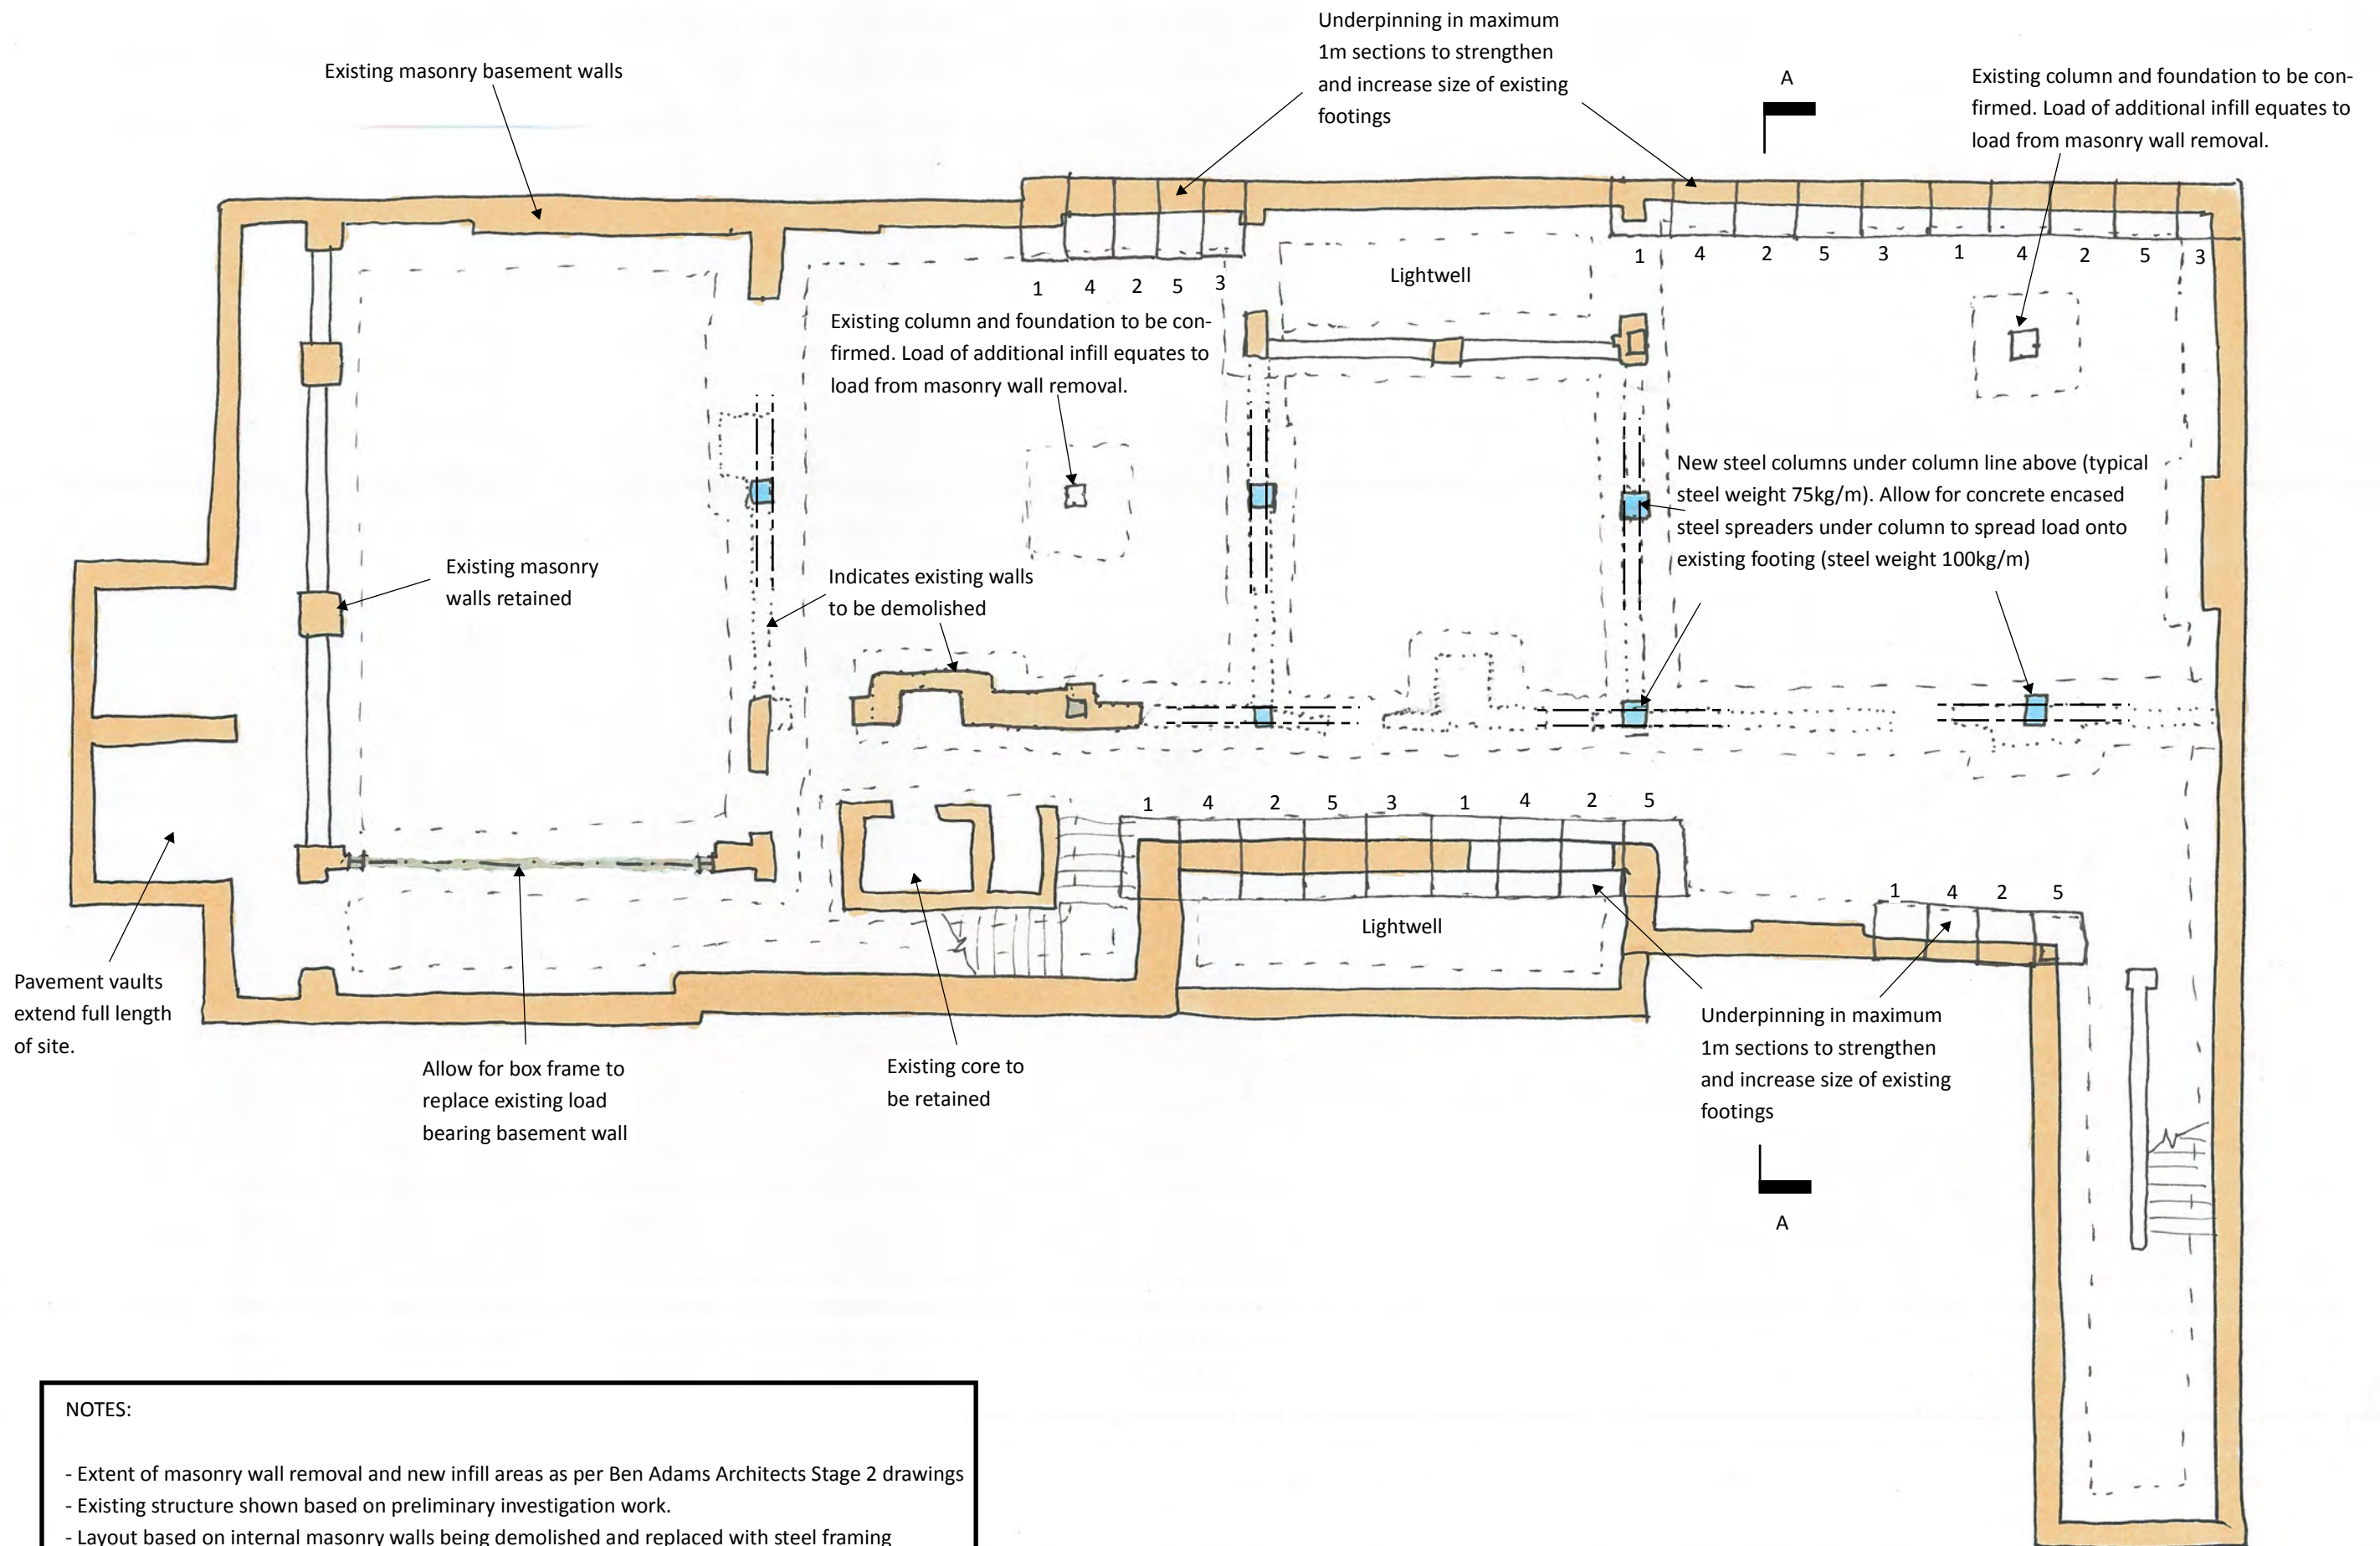 Underpinning in maximum
1m sections to strengthen
and increase size of existing
footings
Existing masonry basement walls
A
Existing column and foundation to be con-
firmed. Load of additional infill equates to
load from masonry wall removal.
1 4 2 5 3
Lightwell
1 4 2 5 3 1 4 2 5 3
Existing column and foundation to be con-
firmed. Load of additional infill equates to
load from masonry wall removal.
New steel columns under column line above (typical
steel weight 75kg/m). Allow for concrete encased
steel spreaders under column to spread load onto
existing footing (steel weight 100kg/m)
Existing masonry
walls retained
Indicates existing walls
to be demolished
1 4 2 5 3 1 4 2 5
Lightwell
1 4 2 5
Pavement vaults
extend full length
of site.
Allow for box frame to
replace existing load
bearing basement wall
Existing core to
be retained
Underpinning in maximum
1m sections to strengthen
and increase size of existing
footings
A
NOTES:
- Extent of masonry wall removal and new infill areas as per Ben Adams Architects Stage 2 drawings
- Existing structure shown based on preliminary investigation work.
- Layout based on internal masonry walls being demolished and replaced with steel framing